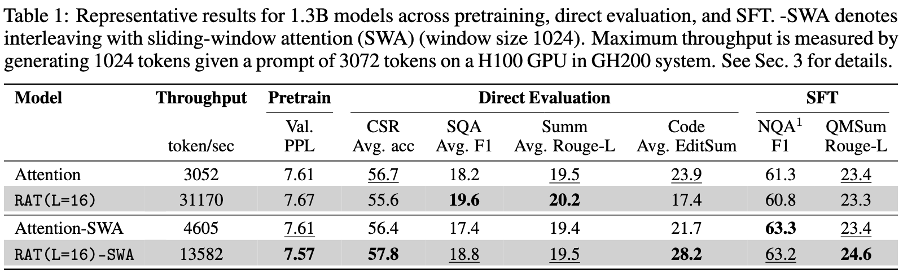 Table 1: Representative results for 1.3B models across pretraining, direct evaluation, and SFT. -SWA denotes
interleaving with sliding-window attention (SWA) (window size 1024). Maximum throughput is measured by
generating 1024 tokens given a prompt of 3072 tokens on a H100 GPU in GH200 system. See Sec. 3 for details.
Model Throughput Pretrain Direct Evaluation SFT
token/sec Val. PPL CSR Avg. acc SQA Avg. F1 Summ Avg. Rouge-L Code Avg. EditSum NQA¹ F1 QMSum Rouge-L
Attention 3052 7.61 56.7 18.2 19.5 23.9 61.3 23.4
RAT(L=16) 31170 7.67 55.6 19.6 20.2 17.4 60.8 23.3
Attention-SWA 4605 7.61 56.4 17.4 19.4 21.7 63.3 23.4
RAT(L=16)-SWA 13582 7.57 57.8 18.8 19.5 28.2 63.2 24.6